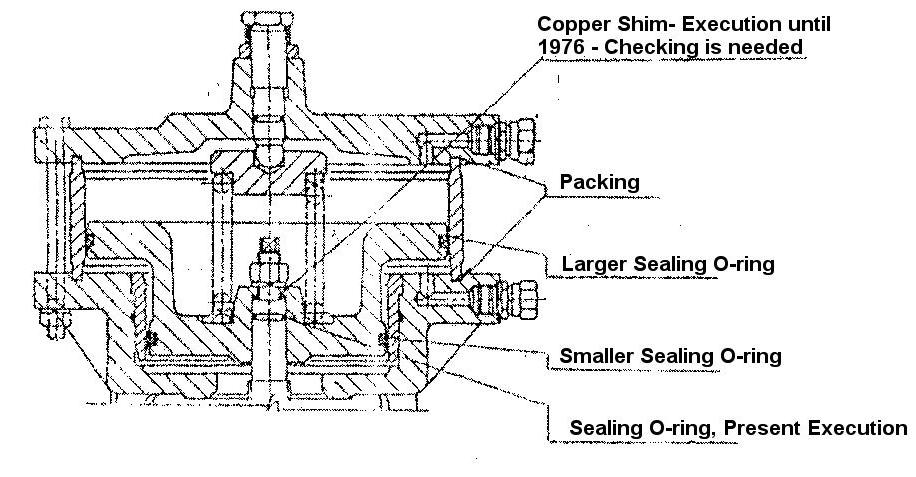 Copper Shim- Execution until
1976 - Checking is needed
Packing
Larger Sealing O-ring
Smaller Sealing O-ring
Sealing O-ring, Present Execution